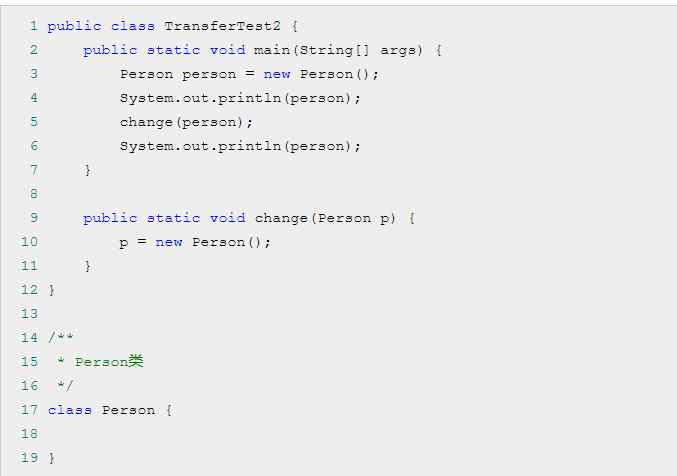 1 public class TransferTest2 {
2     public static void main(String[] args) {
3         Person person = new Person();
4         System.out.println(person);
5         change(person);
6         System.out.println(person);
7     }
8
9     public static void change(Person p) {
10         p = new Person();
11     }
12 }
13
14 /**
15  * Person类
16  */
17 class Person {
18
19 }